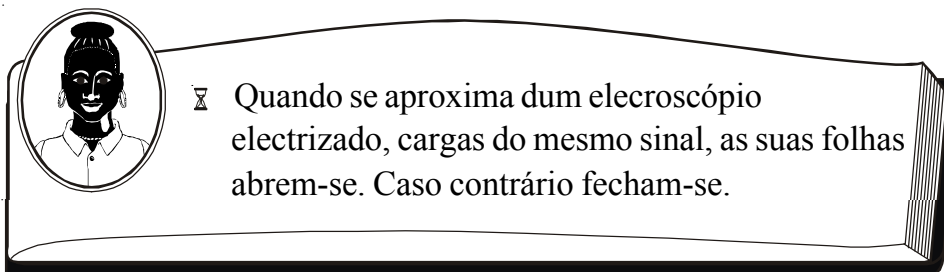 Quando se aproxima dum elecroscópio
electrizado, cargas do mesmo sinal, as suas folhas
abrem-se. Caso contrário fecham-se.